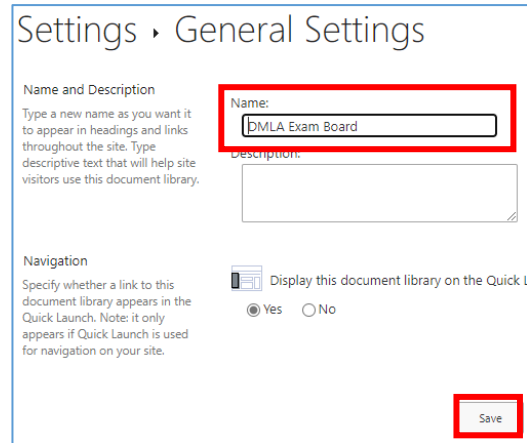 Settings › General Settings
Name and Description
Type a new name as you want it
to appear in headings and links
throughout the site. Type
descriptive text that will help site
visitors use this document library.
Name:
DMLA Exam Board
Description:
Navigation
Specify whether a link to this
document library appears in the
Quick Launch. Note: it only
appears if Quick Launch is used
for navigation on your site.
Display this document library on the Quick L
Yes No
Save